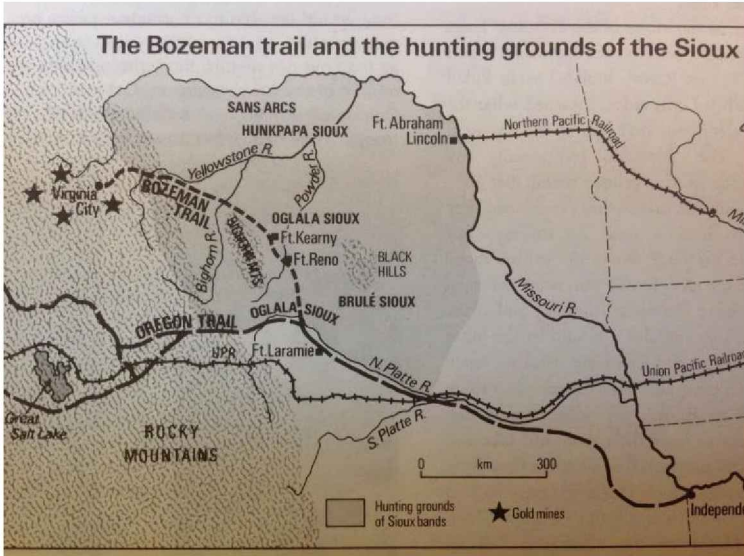 The Bozeman trail and the hunting grounds of the Sioux
SANS ARCS
HUNKPAPA SIOUX
Ft. Abraham
Lincoln
Northern Pacific Railroad
Yellowstone R.
Powder R.
Virginia
City
BOZEMAN
TRAIL
Bighorn R.
OGLALA SIOUX
Ft.Kearny
Ft.Reno
BLACK
HILLS
BRULÉ SIOUX
Missouri R.
OGLALA SIOUX
OREGON TRAIL
UPR
Ft.Laramie
N. Platte R.
Union Pacific Railroa
S. Platte R.
Great
Salt Lake
ROCKY
MOUNTAINS
0 km 300
Hunting grounds
of Sioux bands
Gold mines
Independ